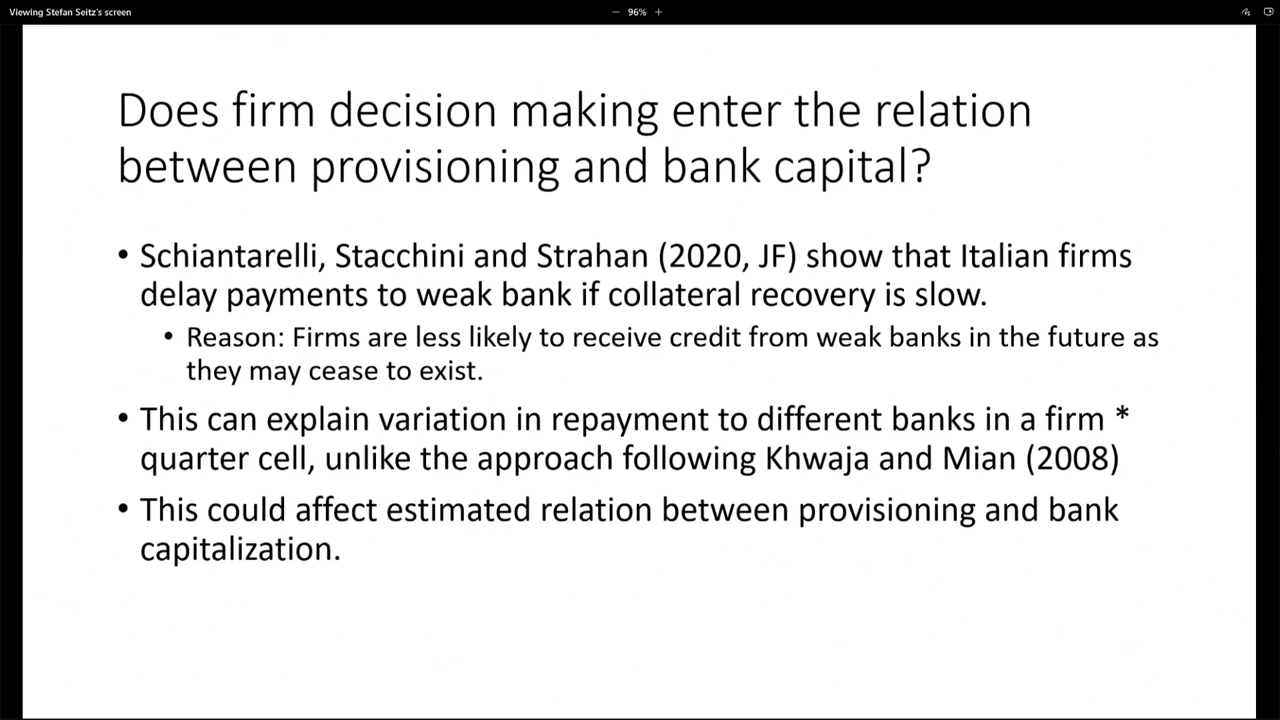 Viewing Stefan Seitz's screen
96%
Does firm decision making enter the relation
between provisioning and bank capital?
• Schiantarelli, Stacchini and Strahan (2020, JF) show that Italian firms
delay payments to weak bank if collateral recovery is slow.
• Reason: Firms are less likely to receive credit from weak banks in the future as
they may cease to exist.
• This can explain variation in repayment to different banks in a firm *
quarter cell, unlike the approach following Khwaja and Mian (2008)
• This could affect estimated relation between provisioning and bank
capitalization.